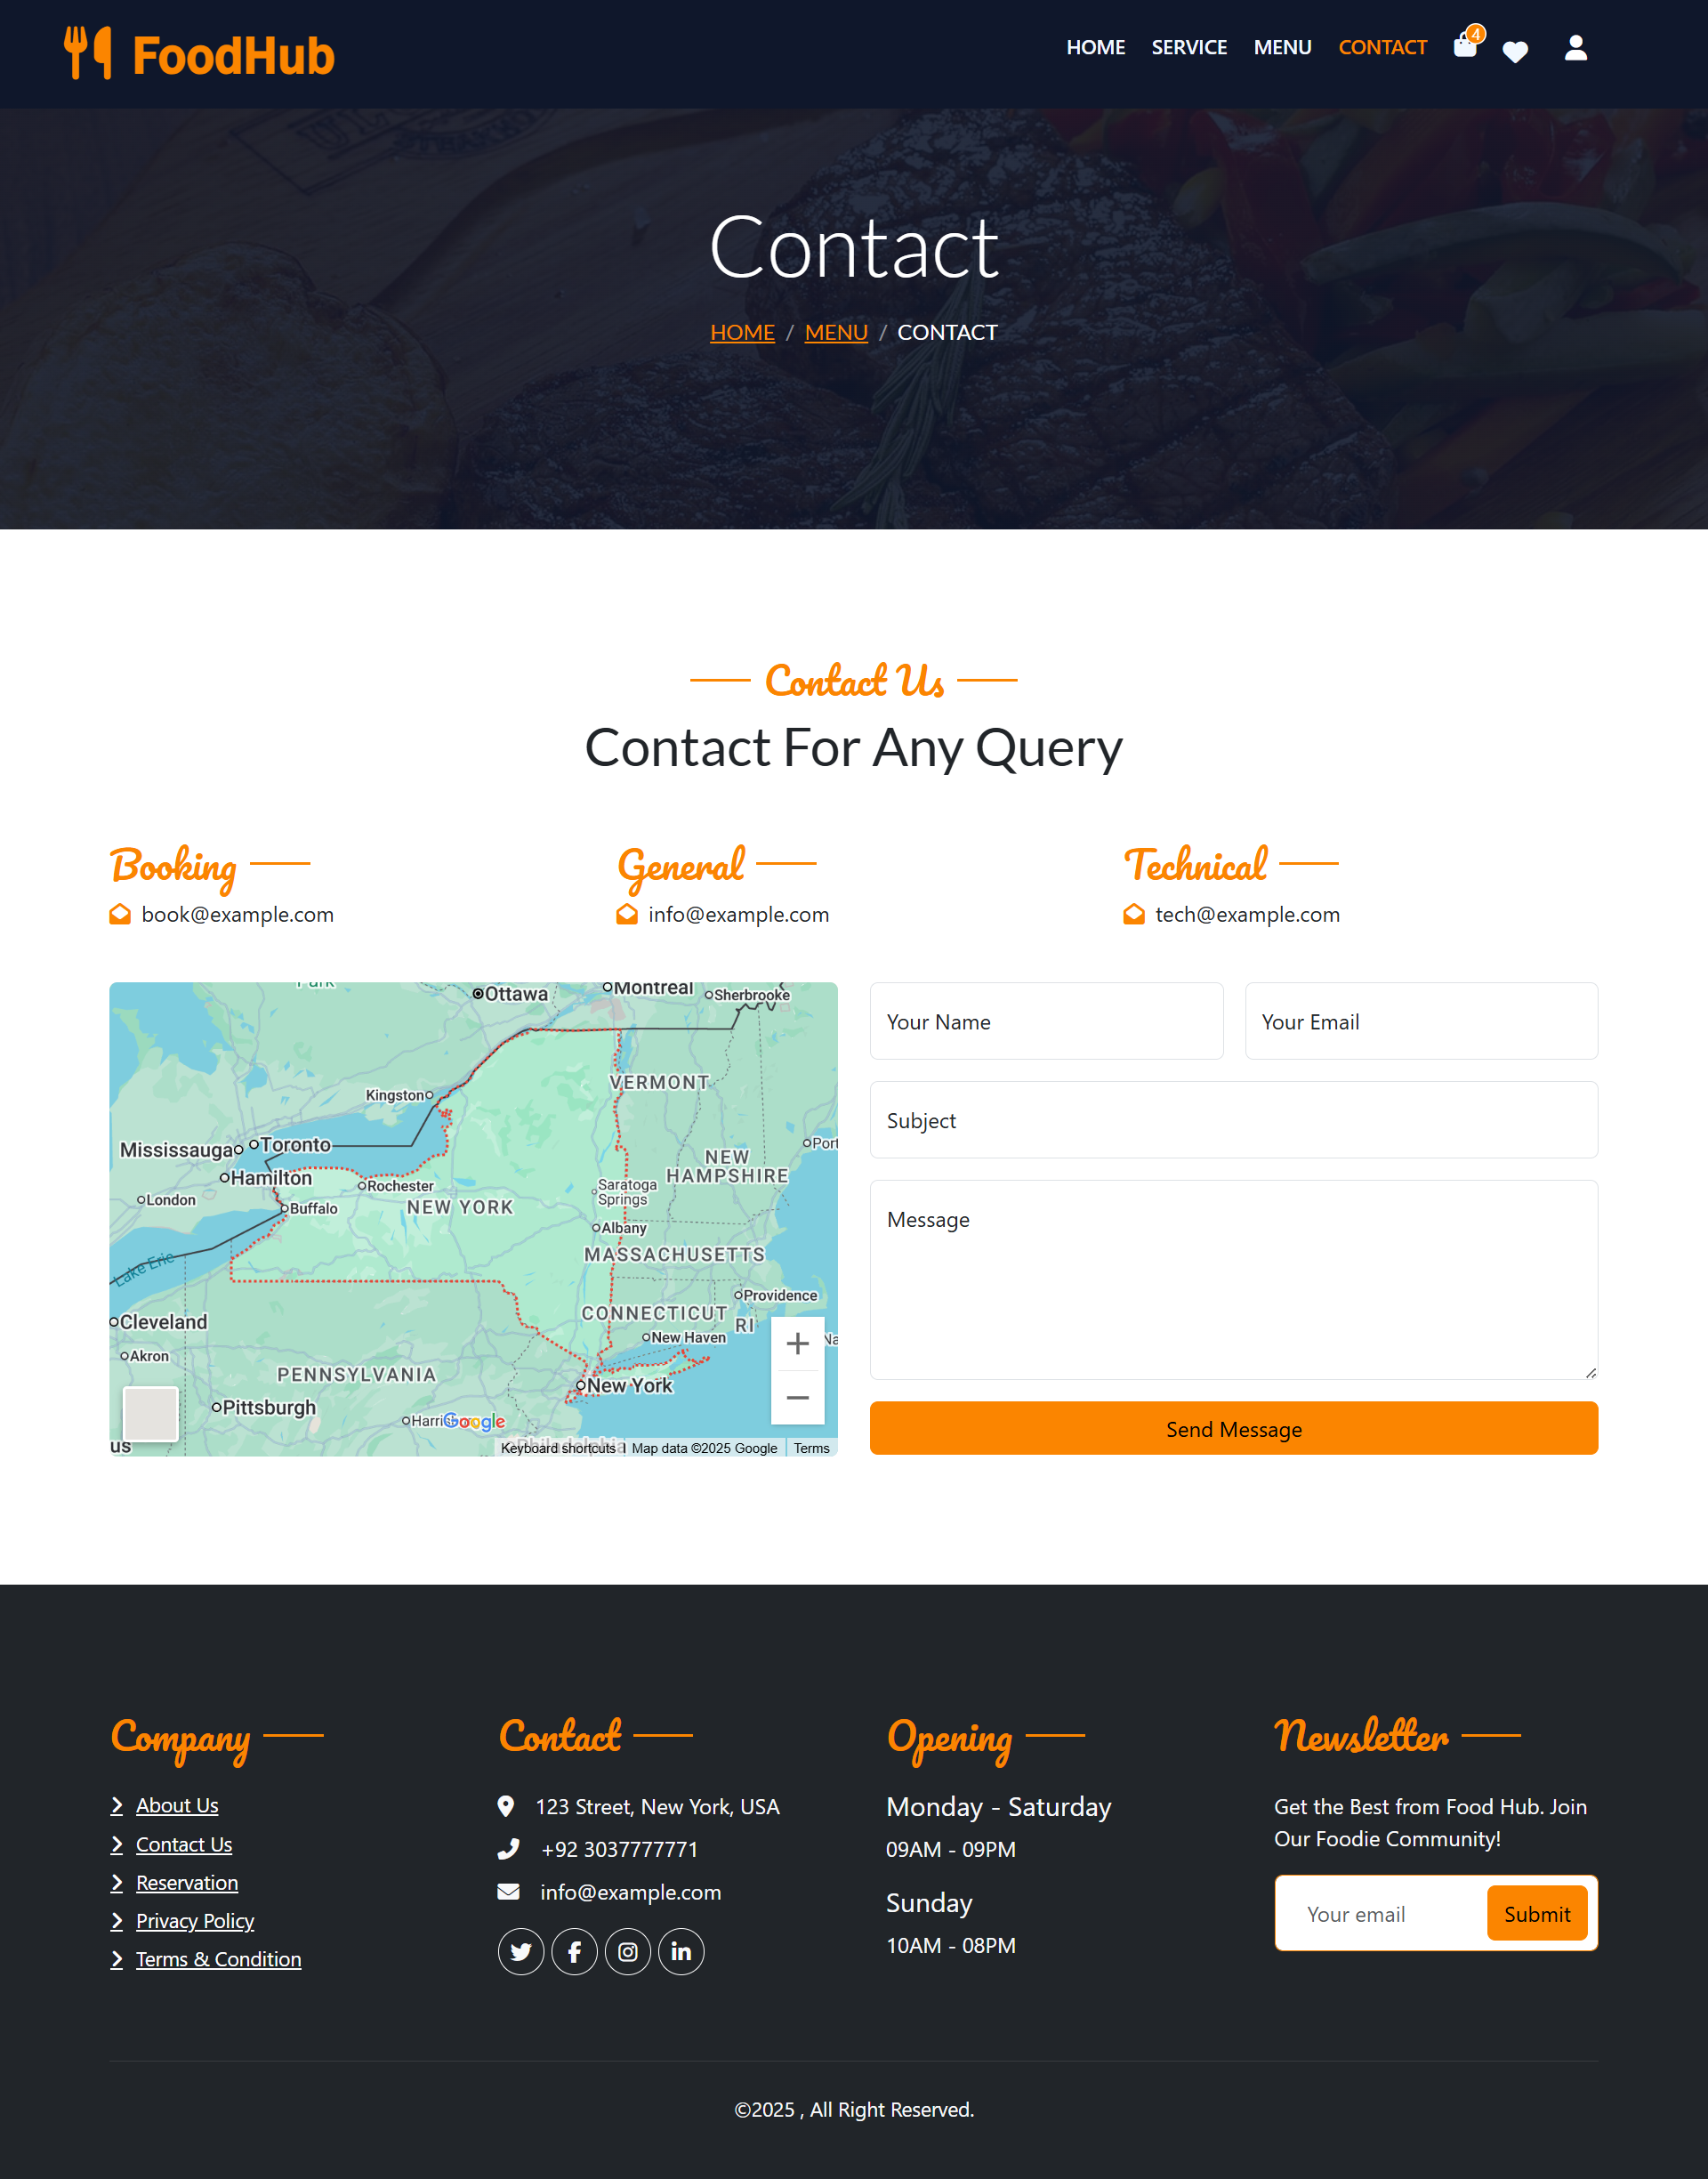 FoodHub
HOME SERVICE MENU CONTACT 4
Contact
HOME / MENU / CONTACT
Contact Us
Contact For Any Query
Booking
book@example.com
General
info@example.com
Technical
tech@example.com
Ottawa
Montreal
Sherbrooke
VERMONT
Kingston
Mississauga
Toronto
NEW
HAMPSHIRE
Hamilton
London
Rochester
Saratoga
Springs
Buffalo
NEW YORK
Albany
MASSACHUSETTS
Lake Erie
Providence
CONNECTICUT
RI
Cleveland
New Haven
Akron
PENNSYLVANIA
New York
Pittsburgh
Google
us
Keyboard shortcuts
Map data ©2025 Google
Terms
Your Name
Your Email
Subject
Message
Send Message
Company
About Us
Contact Us
Reservation
Privacy Policy
Terms & Condition
Contact
123 Street, New York, USA
+92 3037777771
info@example.com
Opening
Monday - Saturday
09AM - 09PM
Sunday
10AM - 08PM
Newsletter
Get the Best from Food Hub. Join
Our Foodie Community!
Your email
Submit
©2025 , All Right Reserved.